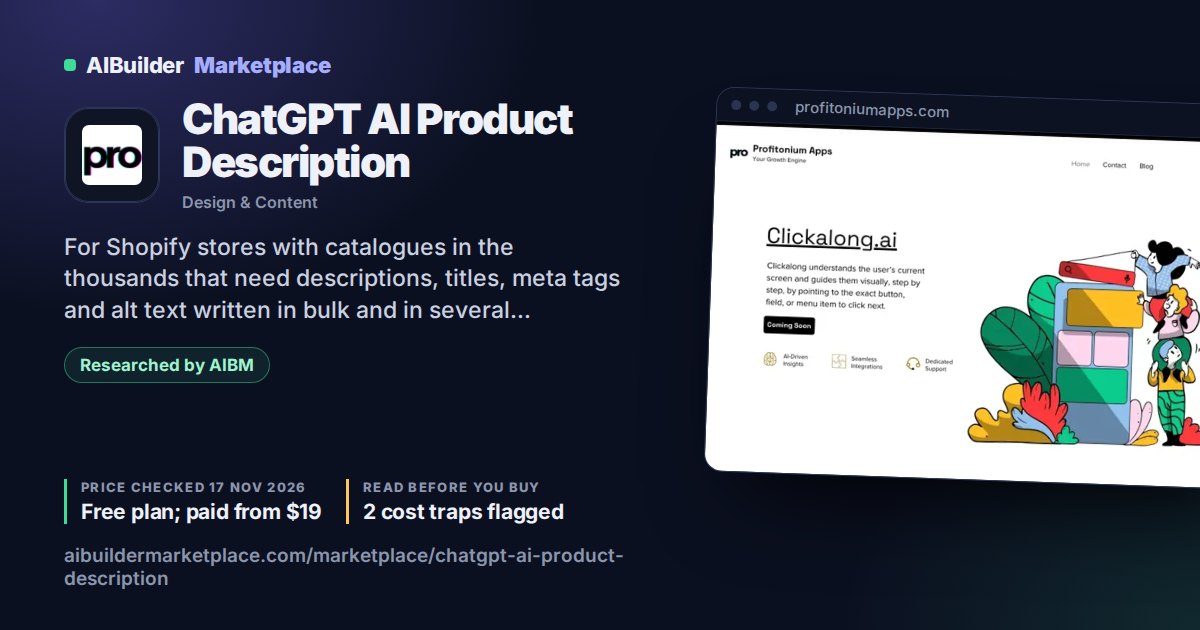 AIBuilder Marketplace
pro
ChatGPT AI Product
Description
Design & Content
For Shopify stores with catalogues in the
thousands that need descriptions, titles, meta tags
and alt text written in bulk and in several...
Researched by AIBM
PRICE CHECKED 17 NOV 2026
Free plan; paid from $19
READ BEFORE YOU BUY
2 cost traps flagged
aibuildermarketplace.com/marketplace/chatgpt-ai-product-
description
profitoniumapps.com
pro Profitonium Apps
Your Growth Engine
Home Contact Blog
Clickalong.ai
Clickalong understands the user's current
screen and guides them visually, step by
step, by pointing to the exact button,
field, or menu item to click next.
Coming Soon
AI-Driven
Insights
Seamless
Integrations
Dedicated
Support